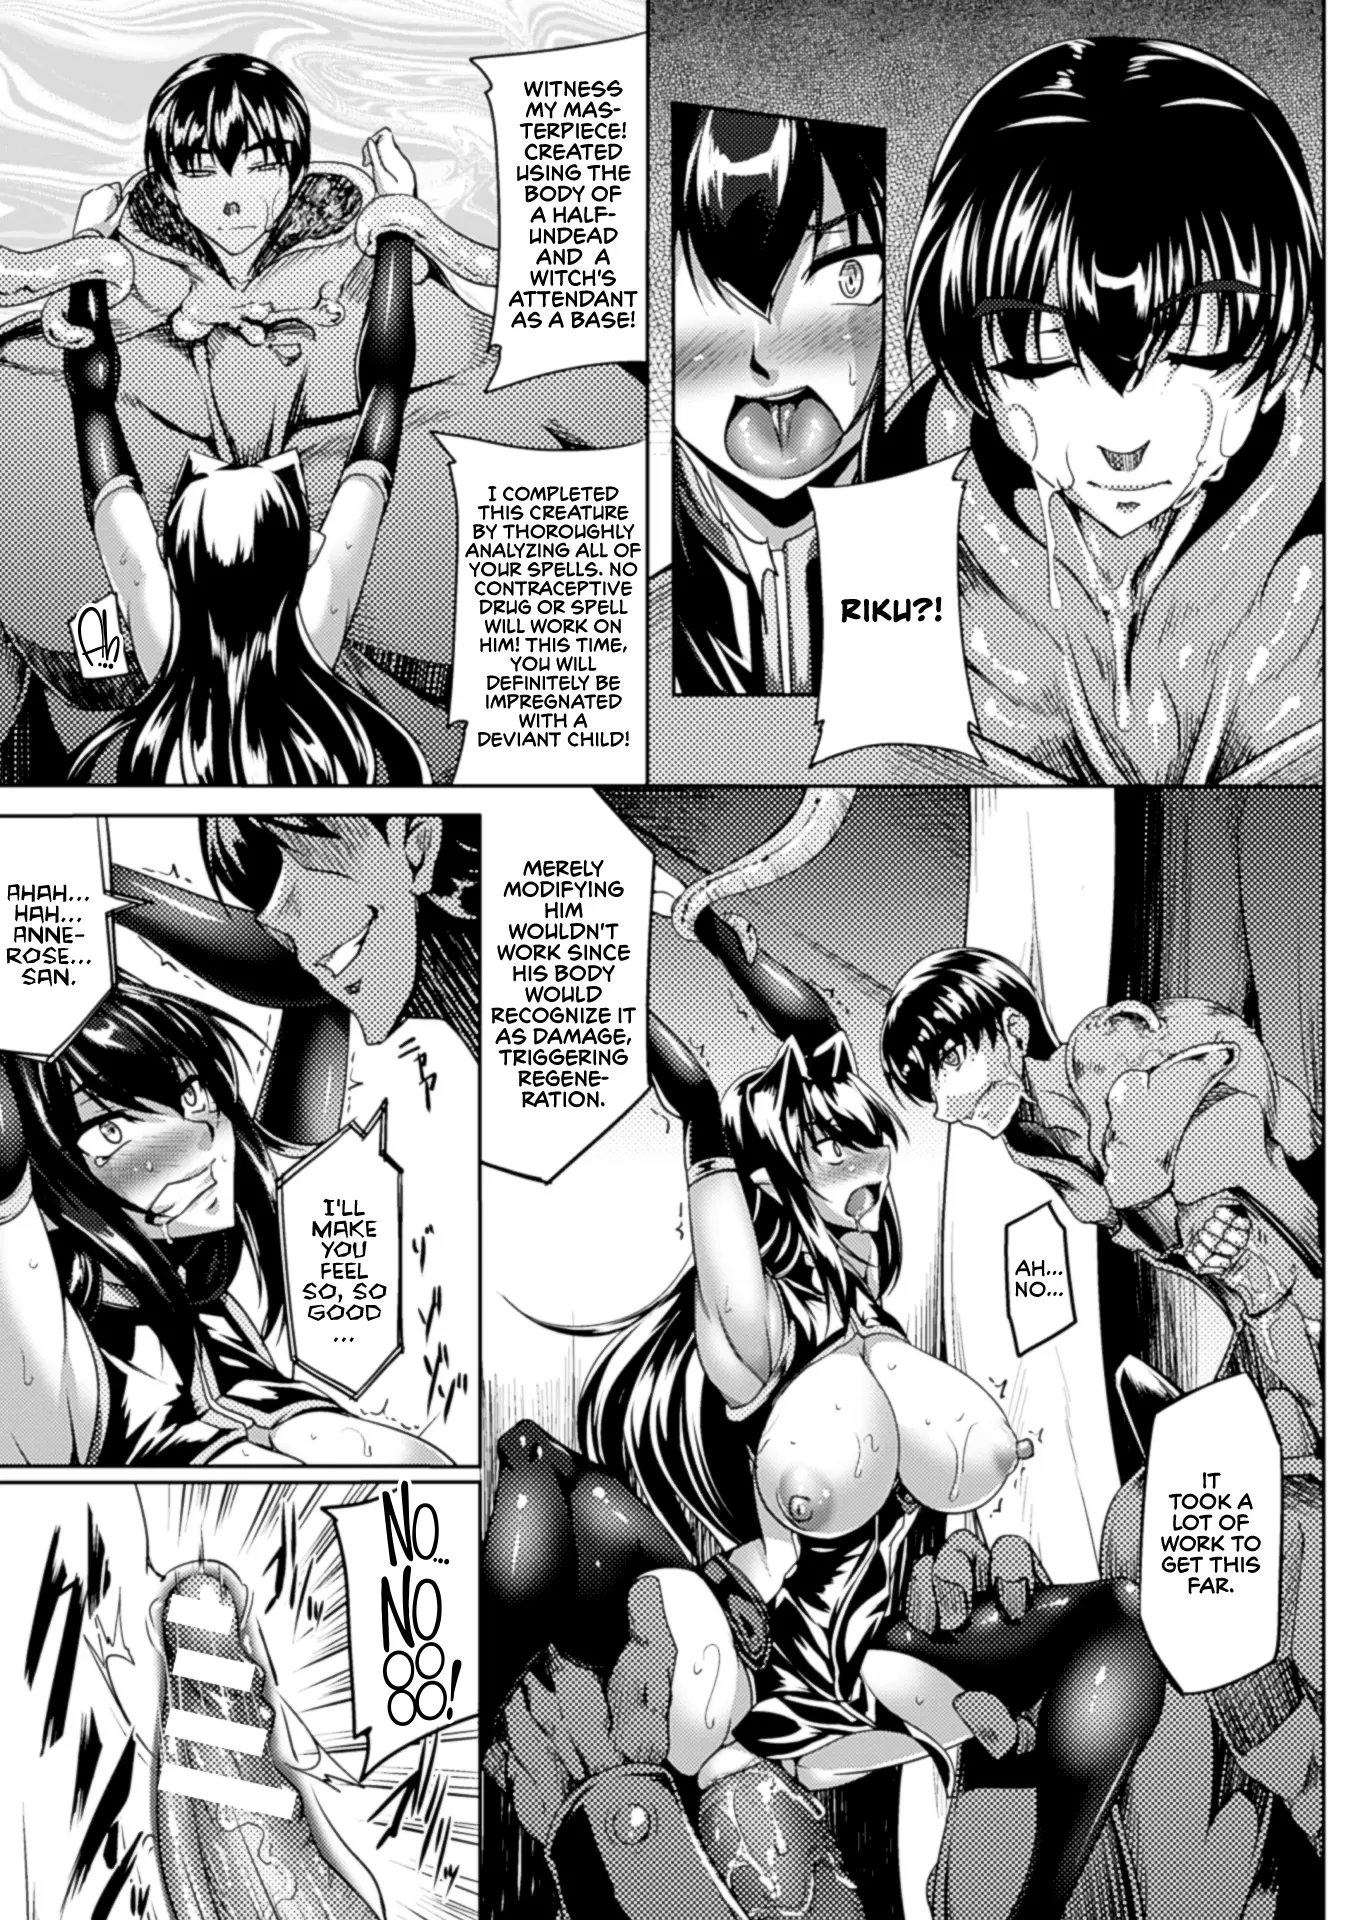 RIKU?!
WITNESS
MY MAS-
TERPIECE!
CREATED
USING THE
BODY OF
A HALF-
UNDEAD
AND A
WITCH'S
ATTENDANT
AS A BASE!
I COMPLETED
THIS CREATURE
BY THOROUGHLY
ANALYZING ALL OF
YOUR SPELLS. NO
CONTRACEPTIVE
DRUG OR SPELL
WILL WORK ON
HIM! THIS TIME,
YOU WILL
DEFINITELY BE
IMPREGNATED
WITH A
DEVIANT CHILD!
Ah...
MERELY
MODIFYING
HIM
WOULDN'T
WORK SINCE
HIS BODY
WOULD
RECOGNIZE IT
AS DAMAGE,
TRIGGERING
REGENE-
RATION.
AH...
NO...
IT
TOOK A
LOT OF
WORK TO
GET THIS
FAR.
AHAH...
HAH...
ANNE-
ROSE...
SAN.
I'LL
MAKE
YOU
FEEL
SO, SO
GOOD
...
NO...
NO
OO
OO!